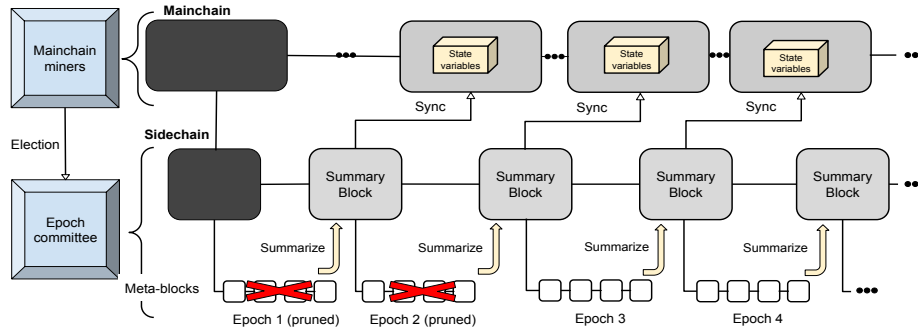 Mainchain
Mainchain
miners
State
variables
State
variables
State
variables
Sync
Sync
Sync
Election
Sidechain
Epoch
committee
Summary
Block
Summary
Block
Summary
Block
Summary
Block
Summarize
Summarize
Summarize
Summarize
Meta-blocks
Epoch 1 (pruned)
Epoch 2 (pruned)
Epoch 3
Epoch 4